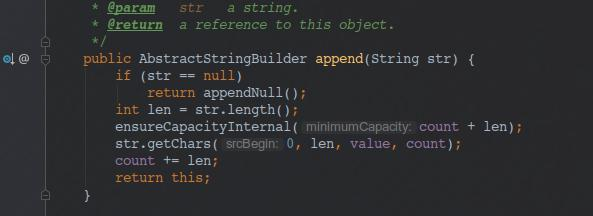 * @param   str   a string.
* @return  a reference to this object.
*/
@
public AbstractStringBuilder append(String str) {
if (str == null)
return appendNull();
int len = str.length();
ensureCapacityInternal( minimumCapacity: count + len);
str.getChars( srcBegin: 0, len, value, count);
count += len;
return this;
}